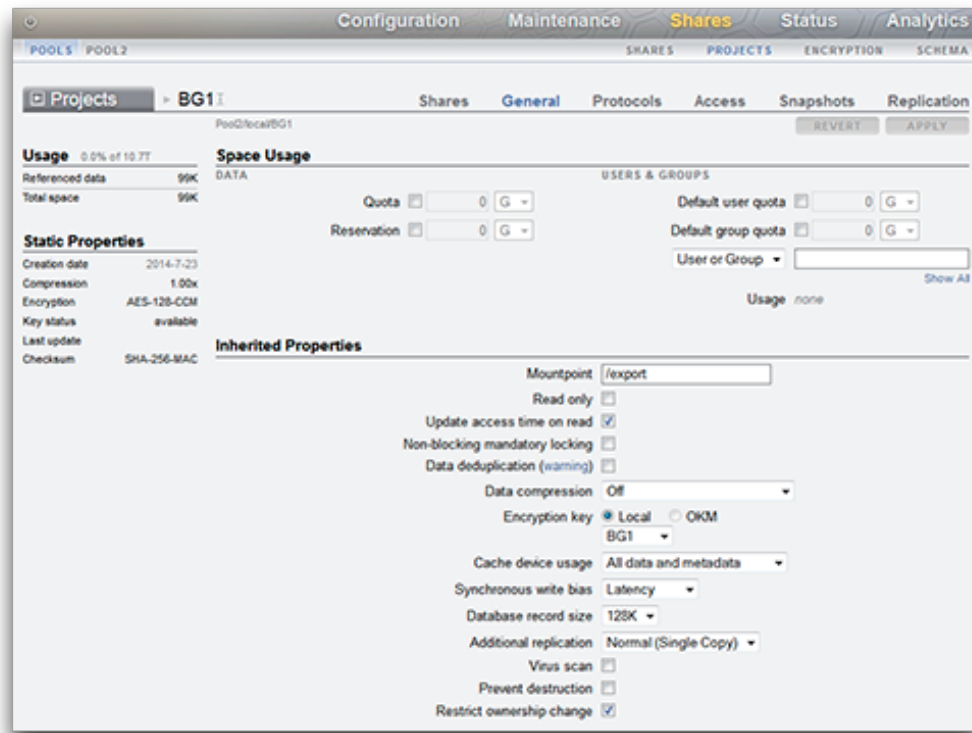 Configuration Maintenance Shares Status Analytics
POOLS POOL2 SHARES PROJECTS ENCRYPTION SCHEMA
Projects BG1 Shares General Protocols Access Snapshots Replication
Pool2/local/BG1 REVERT APPLY
Usage 0.0% of 10.7T
Referenced data 99K
Total space 99K
Static Properties
Creation date 2014-7-23
Compression 1.00x
Encryption AES-128-CCM
Key status available
Last update
Checksum SHA-256-MAC
Space Usage
DATA USERS & GROUPS
Quota 0 G Default user quota 0 G
Reservation 0 G Default group quota 0 G
User or Group
Show All
Usage none
Inherited Properties
Mountpoint /export
Read only
Update access time on read
Non-blocking mandatory locking
Data deduplication (warning)
Data compression Off
Encryption key Local OKM
BG1
Cache device usage All data and metadata
Synchronous write bias Latency
Database record size 128K
Additional replication Normal (Single Copy)
Virus scan
Prevent destruction
Restrict ownership change